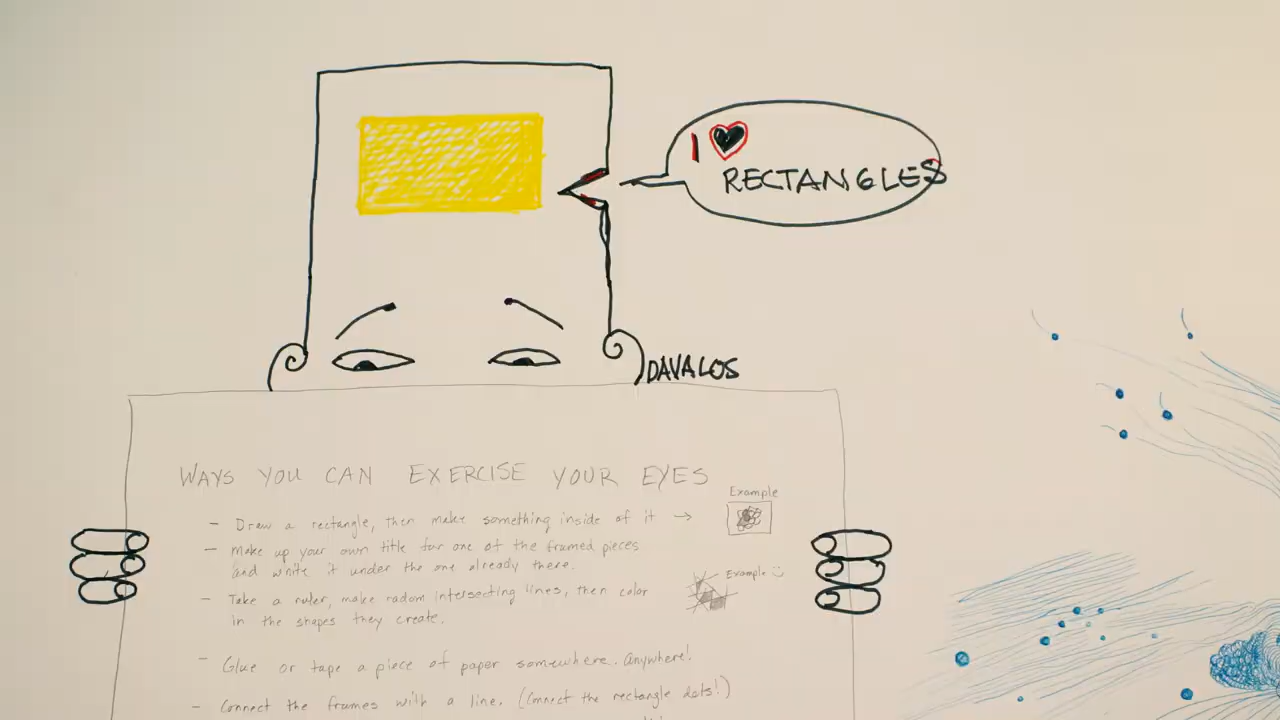 I ♥
RECTANGLES
DAVALOS
WAYS YOU CAN EXERCISE YOUR EYES
Example
- Draw a rectangle, then make something inside of it →
- Make up your own title for one of the framed pieces
and write it under the one already there.
Example
- Take a ruler, make radom intersecting lines, then color
in the shapes they create.
- Glue or tape a piece of paper somewhere. Anywhere!
- Connect the frames with a line. (Connect the rectangle dots!)